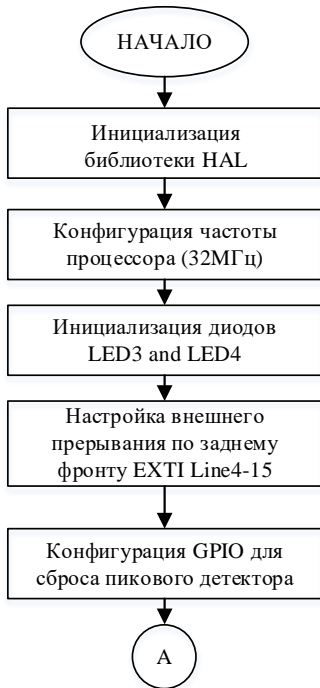 НАЧАЛО
Инициализация
библиотеки HAL
Конфигурация частоты
процессора (32МГц)
Инициализация диодов
LED3 and LED4
Настройка внешнего
прерывания по заднему
фронту EXTI Line4-15
Конфигурация GPIO для
сброса пикового детектора
А